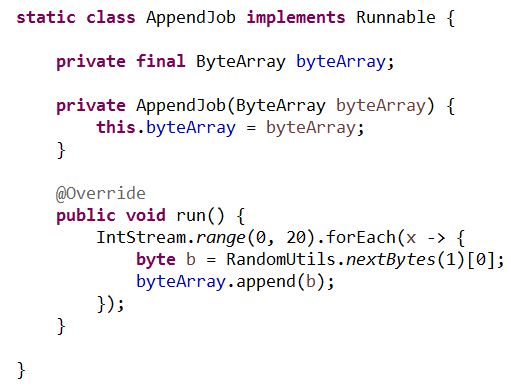 static class AppendJob implements Runnable {
    private final ByteArray byteArray;
    private AppendJob(ByteArray byteArray) {
        this.byteArray = byteArray;
    }
    @Override
    public void run() {
        IntStream.range(0, 20).forEach(x -> {
            byte b = RandomUtils.nextBytes(1)[0];
            byteArray.append(b);
        });
    }
}